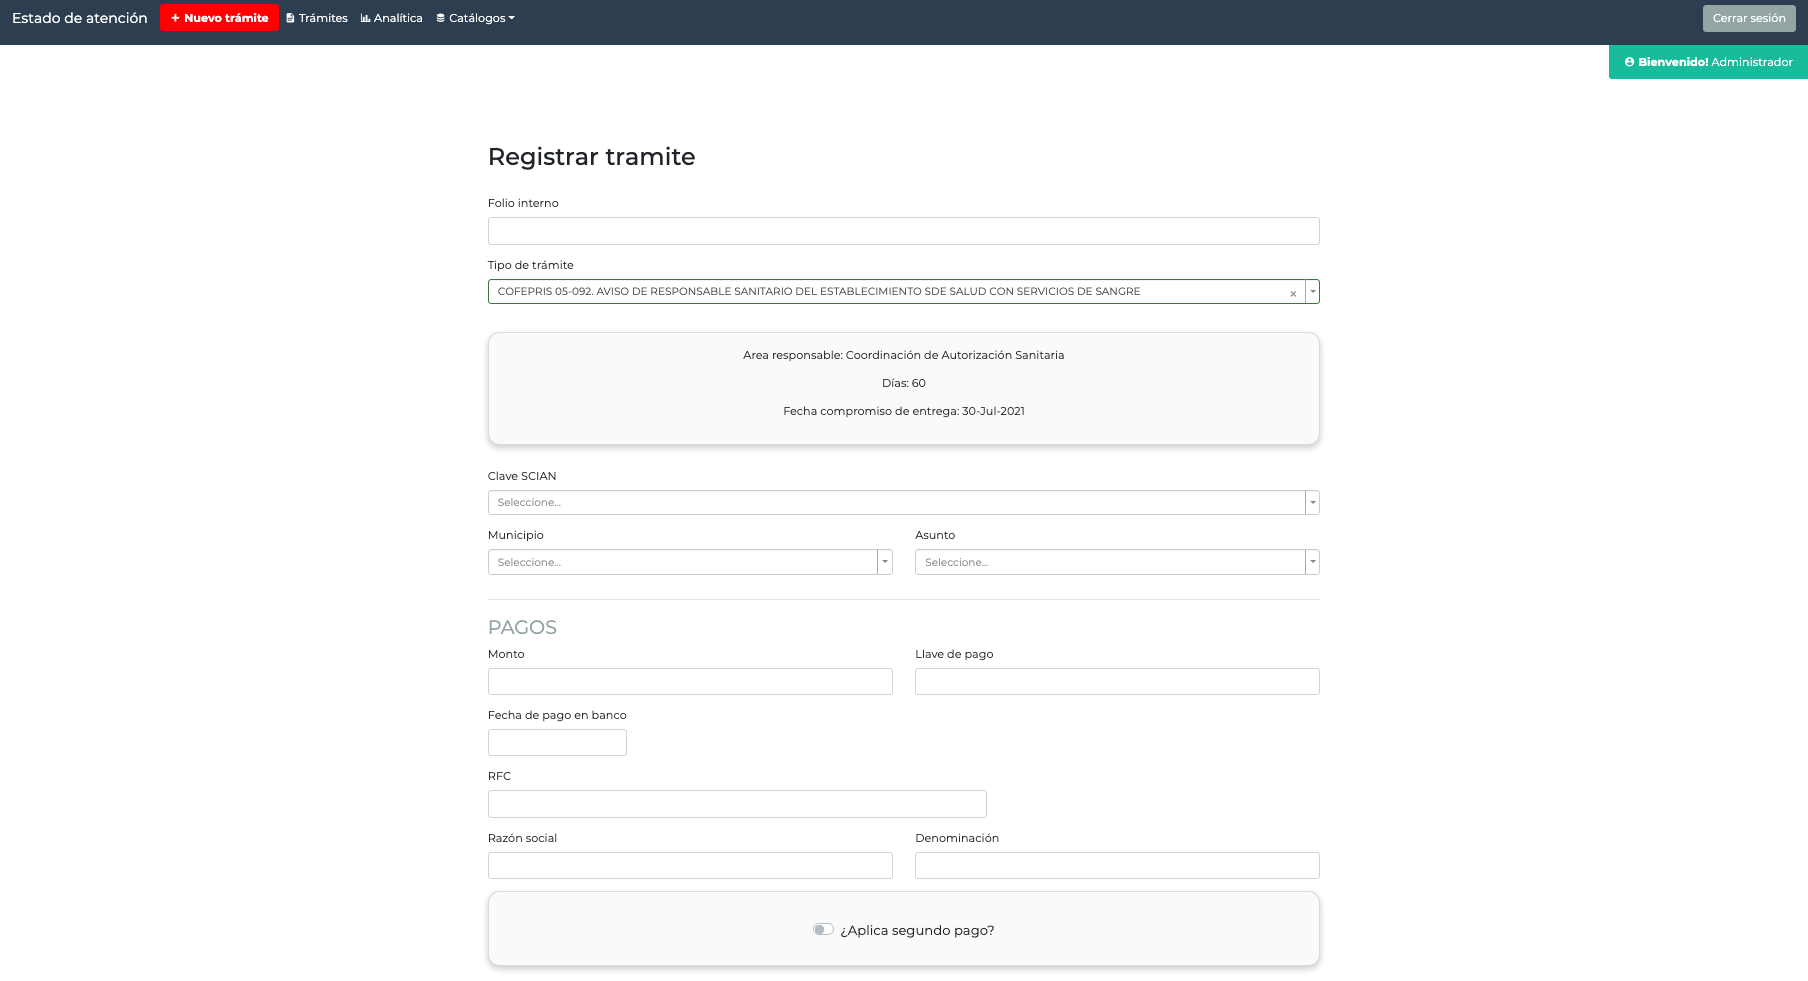 Estado de atención + Nuevo trámite Trámites Analítica Catálogos Cerrar sesión
Bienvenido! Administrador
Registrar tramite
Folio interno
Tipo de trámite
COFEPRIS 05-092. AVISO DE RESPONSABLE SANITARIO DEL ESTABLECIMIENTO SDE SALUD CON SERVICIOS DE SANGRE ×
Area responsable: Coordinación de Autorización Sanitaria
Días: 60
Fecha compromiso de entrega: 30-Jul-2021
Clave SCIAN
Seleccione...
Municipio Asunto
Seleccione... Seleccione...
PAGOS
Monto Llave de pago
Fecha de pago en banco
RFC
Razón social Denominación
¿Aplica segundo pago?